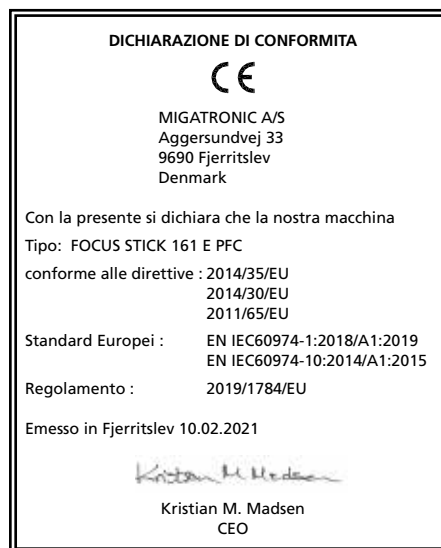 DICHIARAZIONE DI CONFORMITA
CE
MIGATRONIC A/S
Aggersundvej 33
9690 Fjerritslev
Denmark
Con la presente si dichiara che la nostra macchina
Tipo: FOCUS STICK 161 E PFC
conforme alle direttive : 2014/35/EU
2014/30/EU
2011/65/EU
Standard Europei : EN IEC60974-1:2018/A1:2019
EN IEC60974-10:2014/A1:2015
Regolamento : 2019/1784/EU
Emesso in Fjerritslev 10.02.2021
Kristian M Madsen
Kristian M. Madsen
CEO